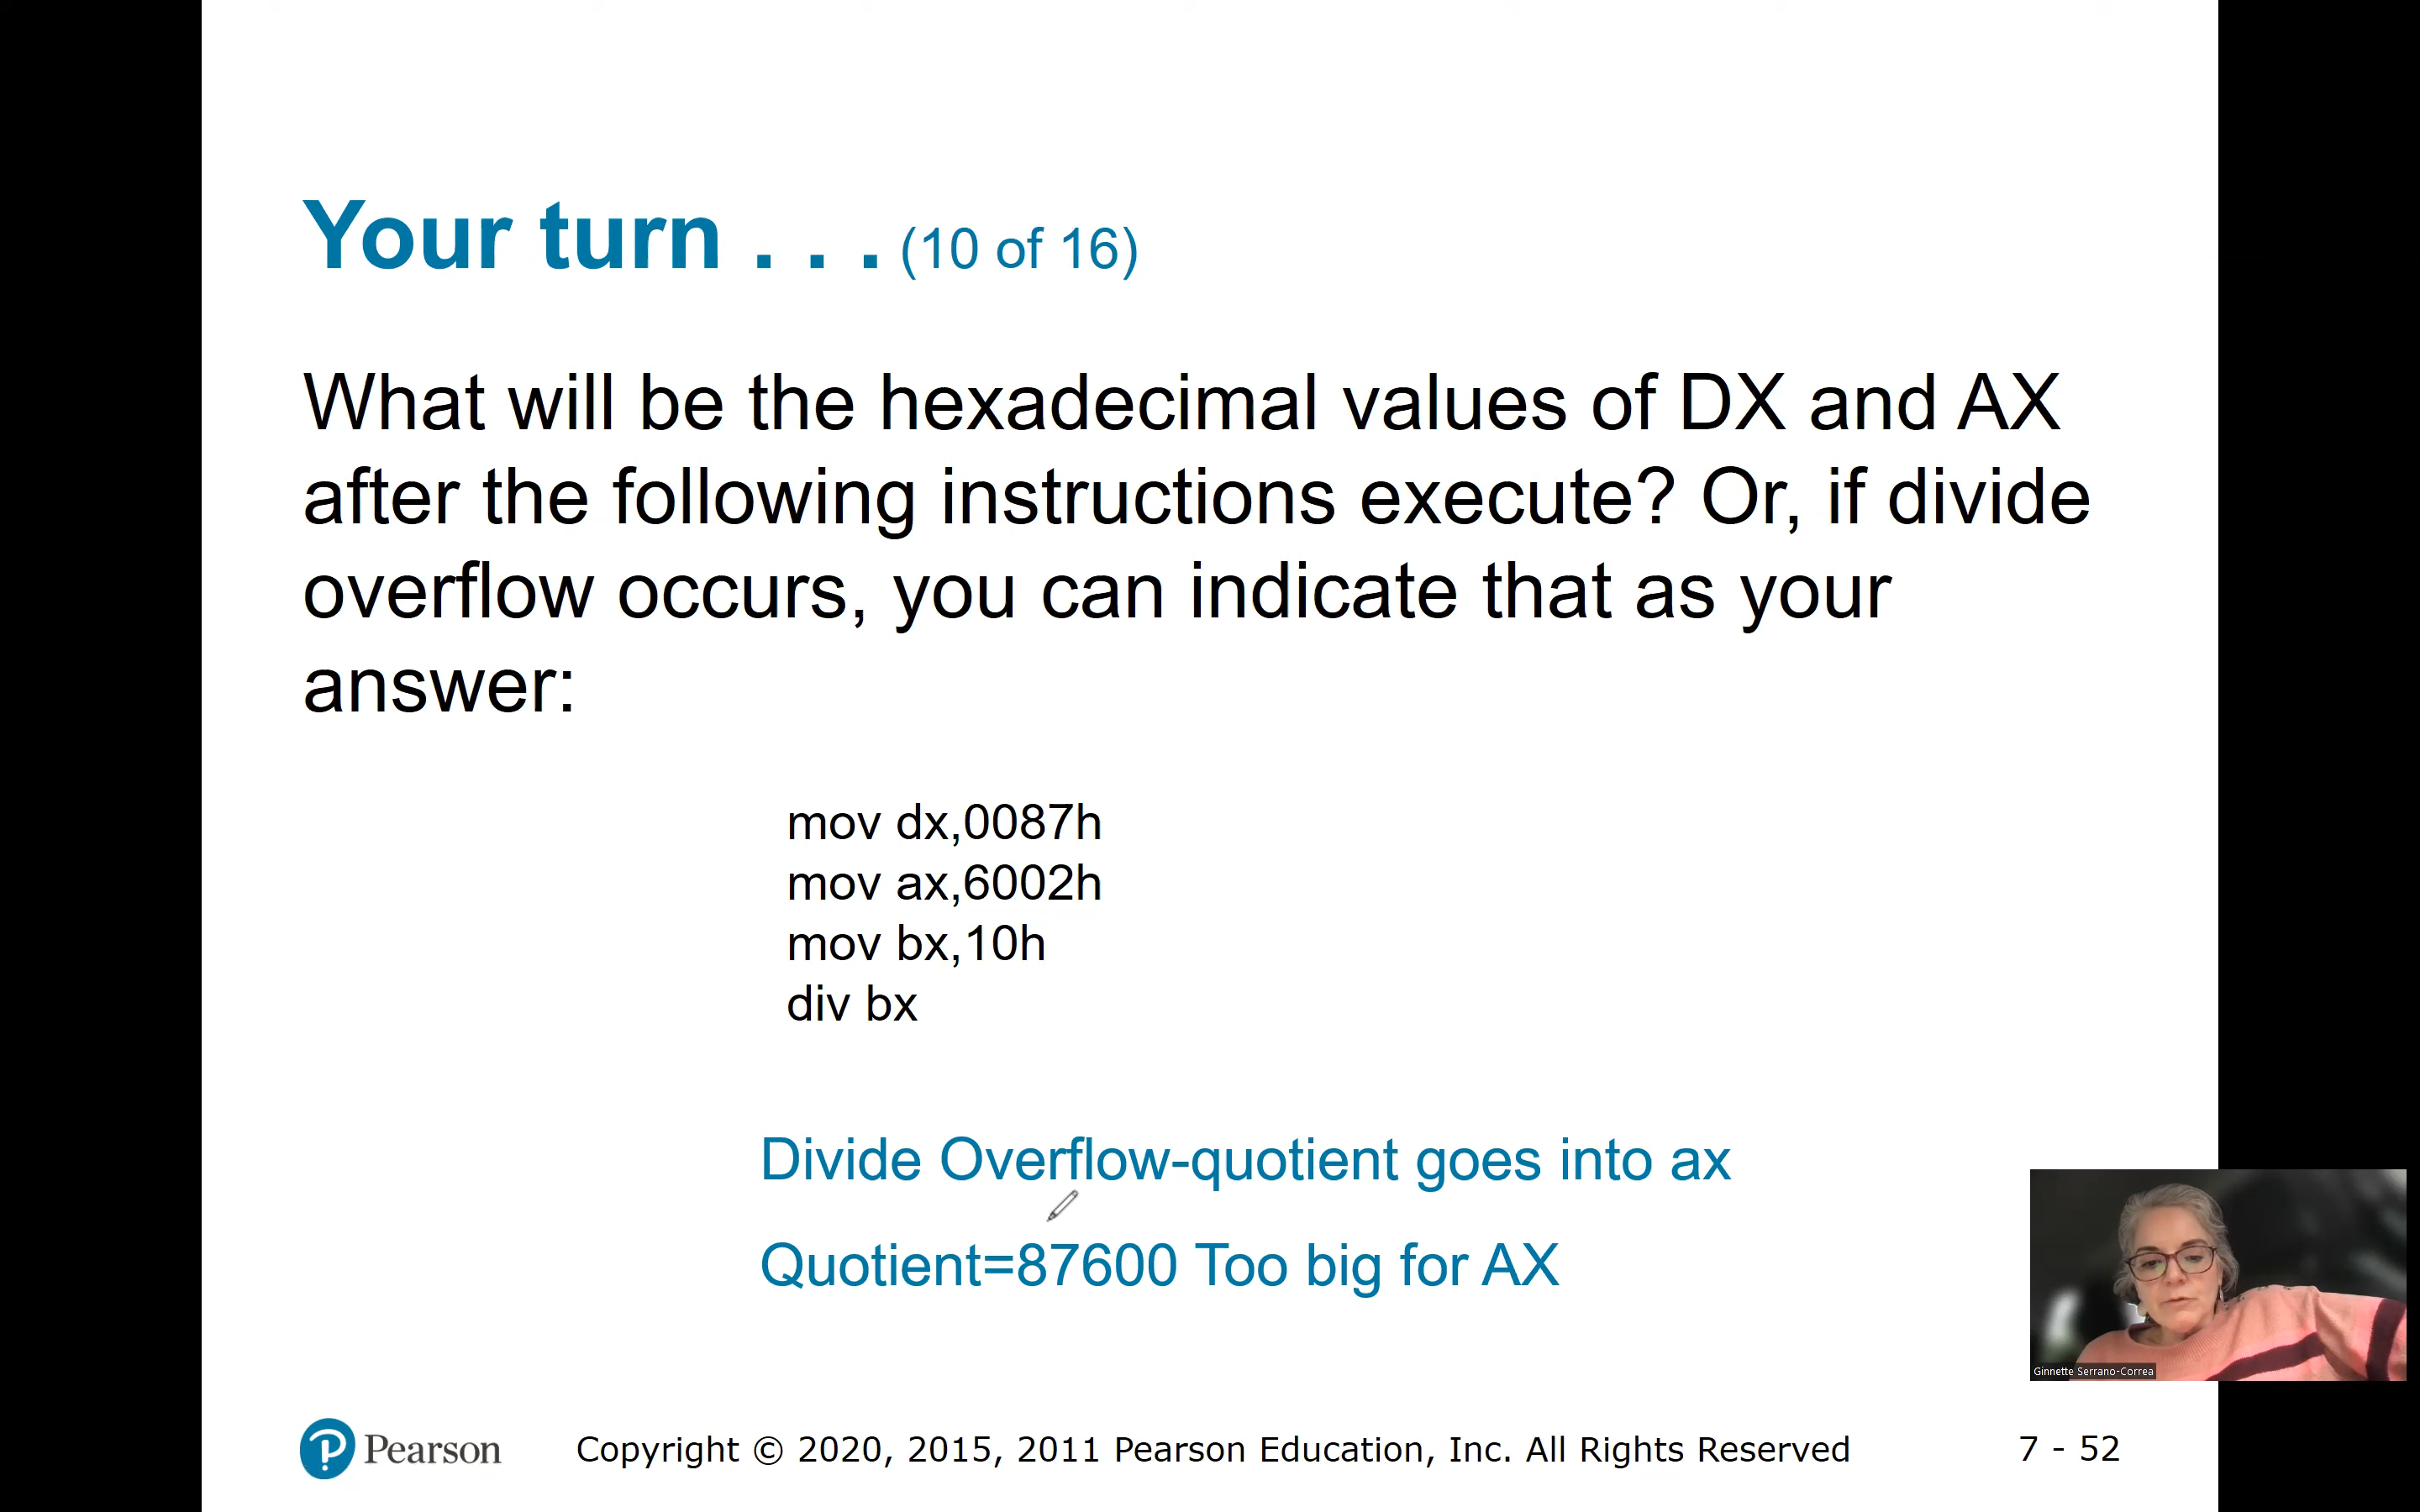 Your turn . . . (10 of 16)
What will be the hexadecimal values of DX and AX
after the following instructions execute? Or, if divide
overflow occurs, you can indicate that as your
answer:
mov dx,0087h
mov ax,6002h
mov bx,10h
div bx
Divide Overflow-quotient goes into ax
Quotient=87600 Too big for AX
Ginnette Serrano-Correa
Pearson
Copyright © 2020, 2015, 2011 Pearson Education, Inc. All Rights Reserved
7 - 52